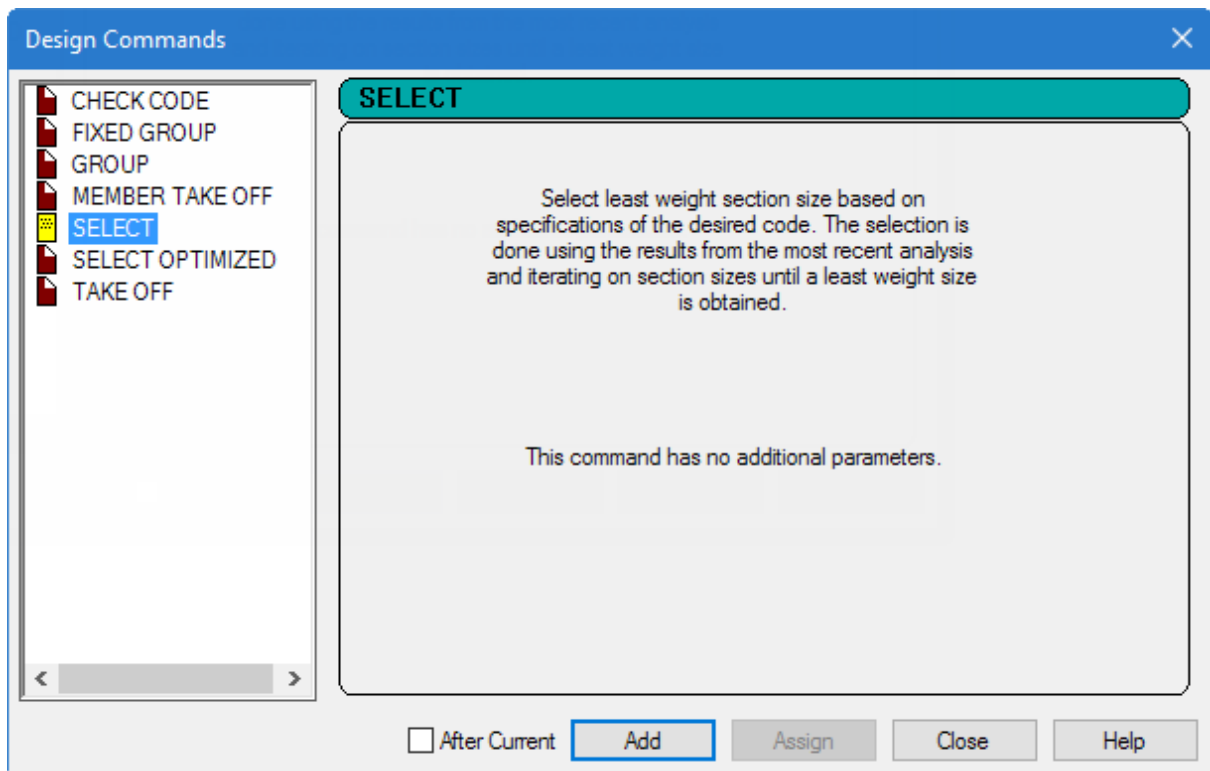 Design Commands
CHECK CODE
FIXED GROUP
GROUP
MEMBER TAKE OFF
SELECT
SELECT OPTIMIZED
TAKE OFF
SELECT
Select least weight section size based on
specifications of the desired code. The selection is
done using the results from the most recent analysis
and iterating on section sizes until a least weight size
is obtained.
This command has no additional parameters.
After Current
Add
Assign
Close
Help